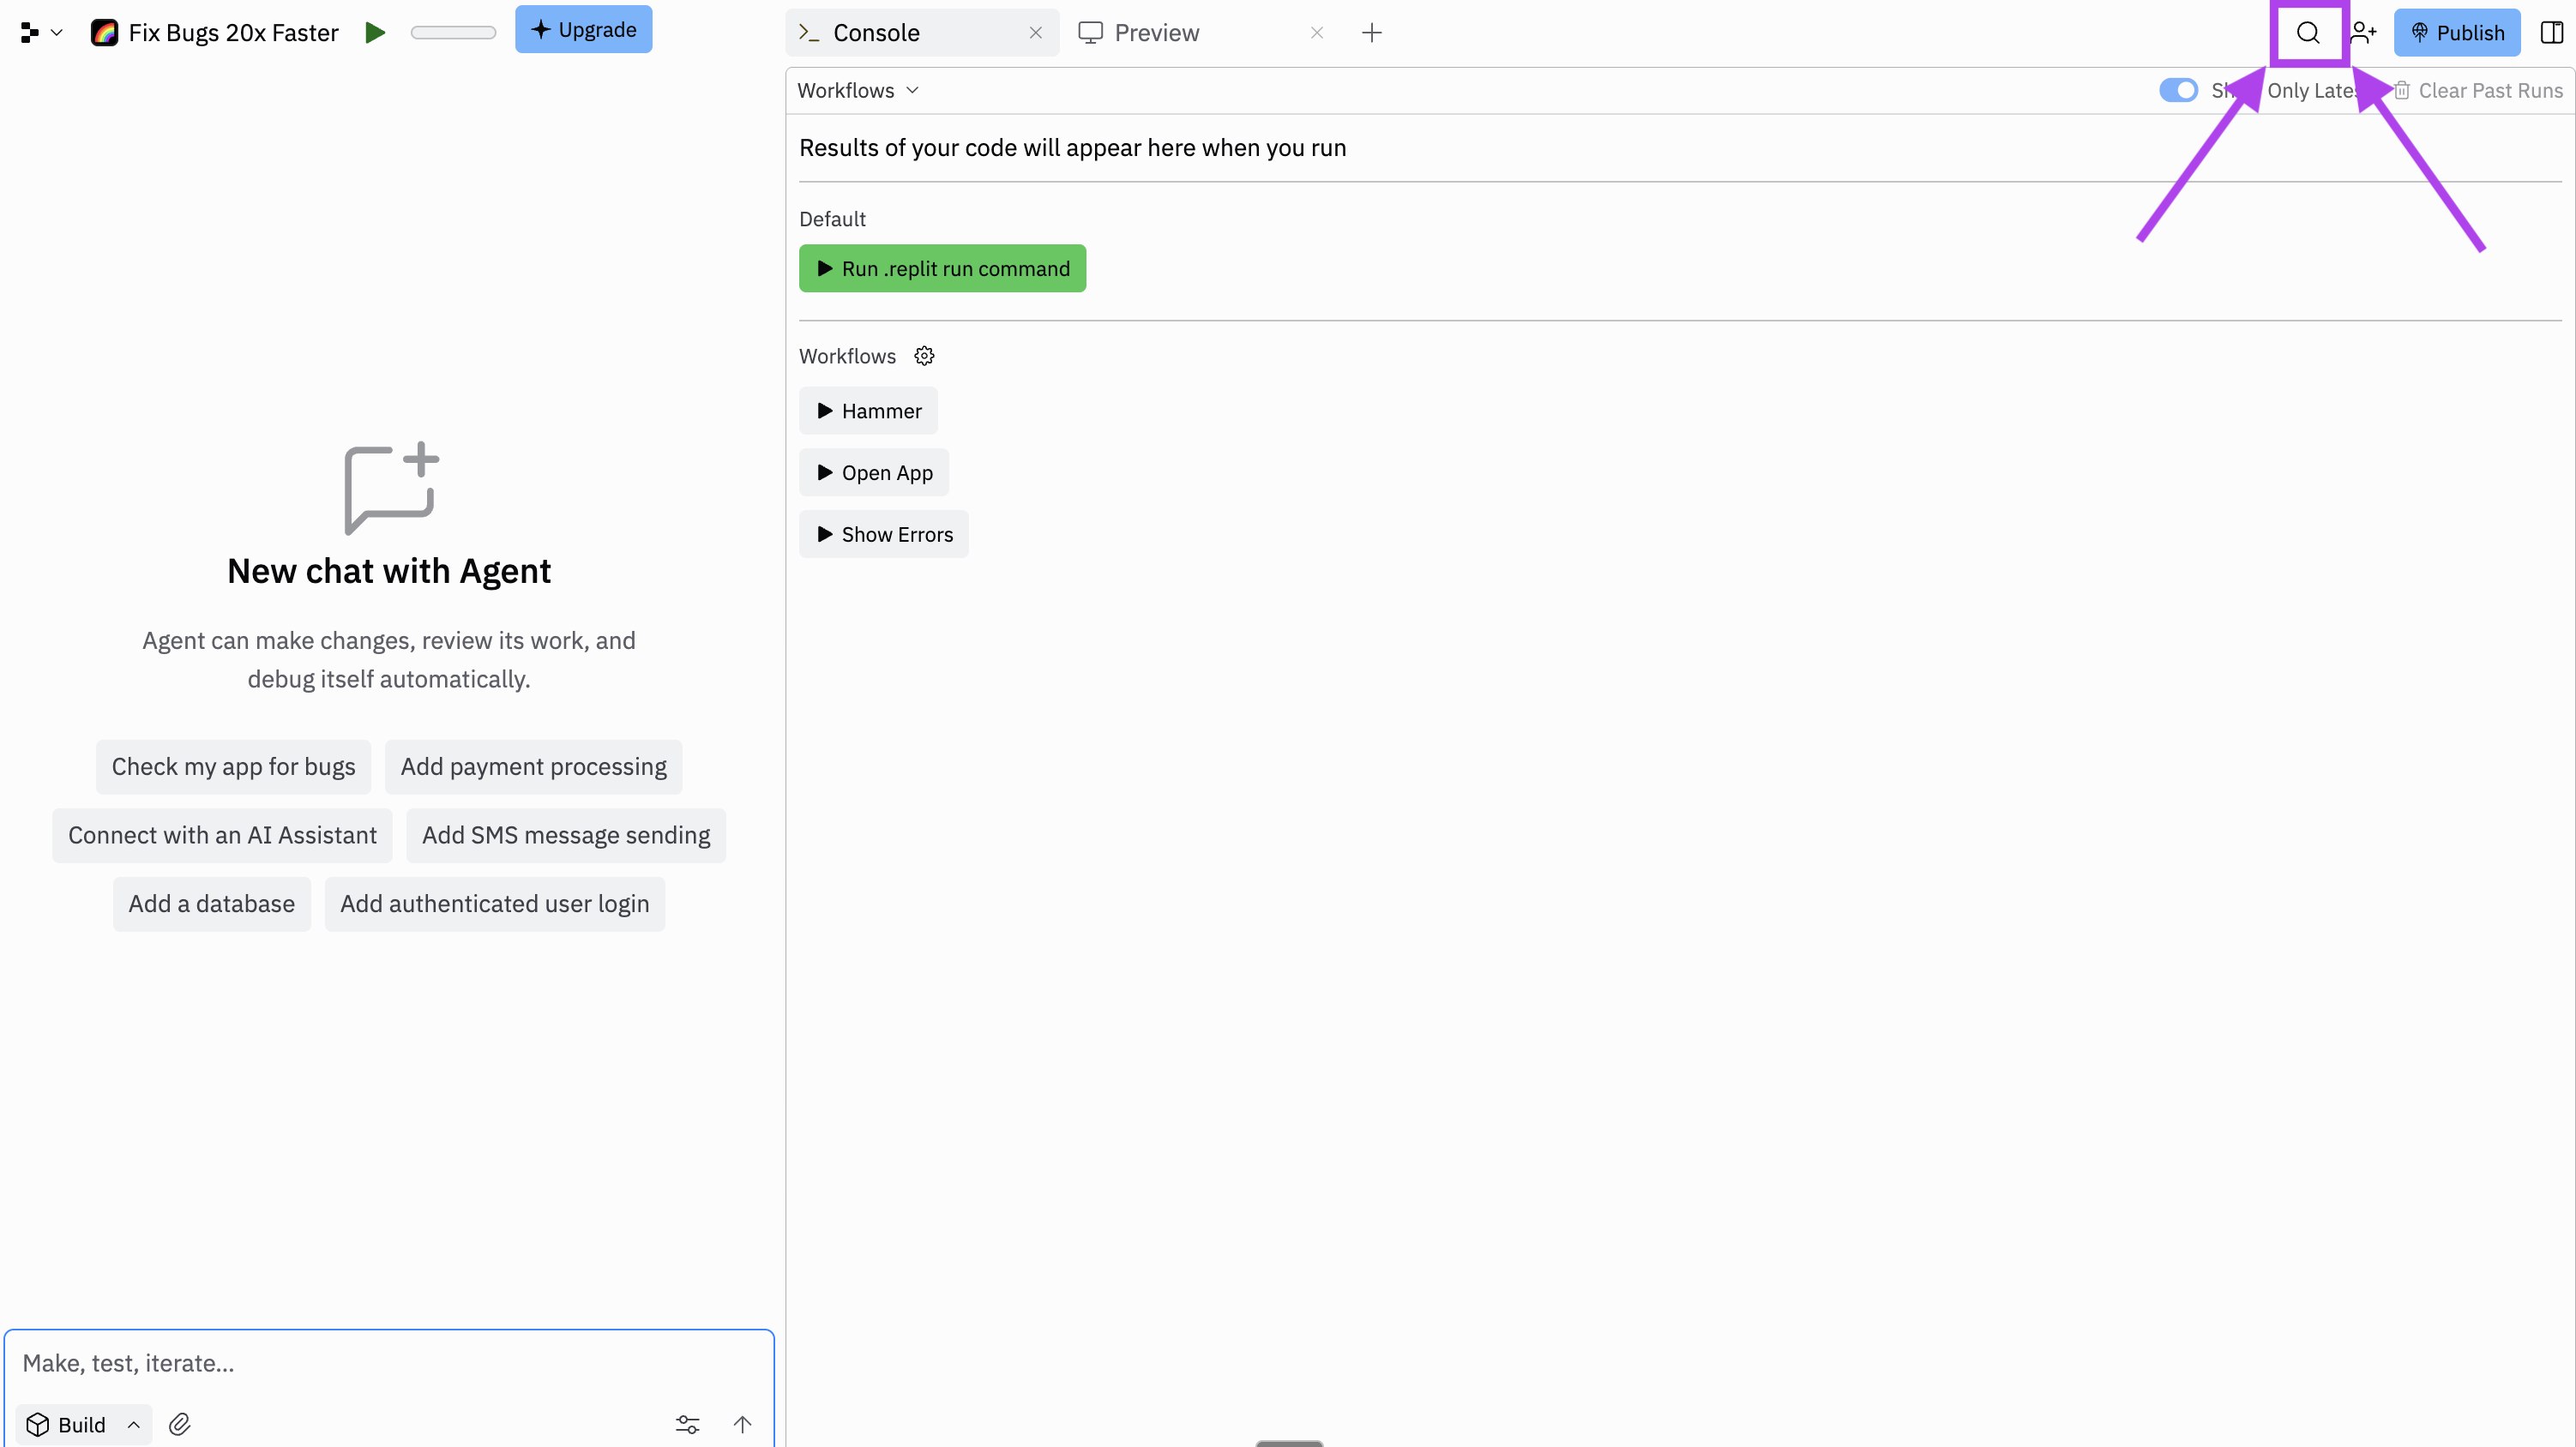 Fix Bugs 20x Faster
Upgrade
Console
Preview
Publish
Workflows
Only
Clear Past Runs
Results of your code will appear here when you run
Default
Run .replit run command
Workflows
Hammer
Open App
Show Errors
New chat with Agent
Agent can make changes, review its work, and
debug itself automatically.
Check my app for bugs
Add payment processing
Connect with an AI Assistant
Add SMS message sending
Add a database
Add authenticated user login
Make, test, iterate...
Build